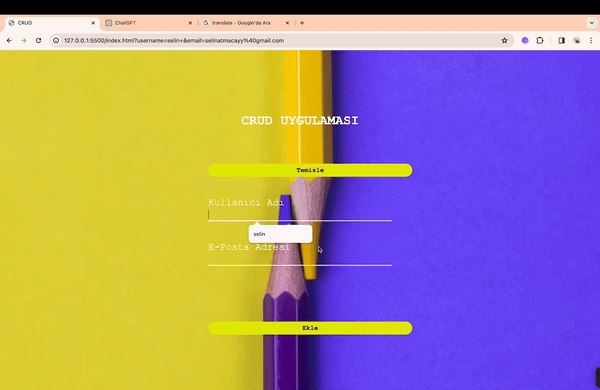 CRUD
ChatGPT
translate - Google'da Ara
127.0.0.1:5500/index.html?username=selin+&email=selinatmacayy%40gmail.com
CRUD UYGULAMASI
Temizle
Kullanıcı Adı
selin
E-Posta Adresi
Ekle